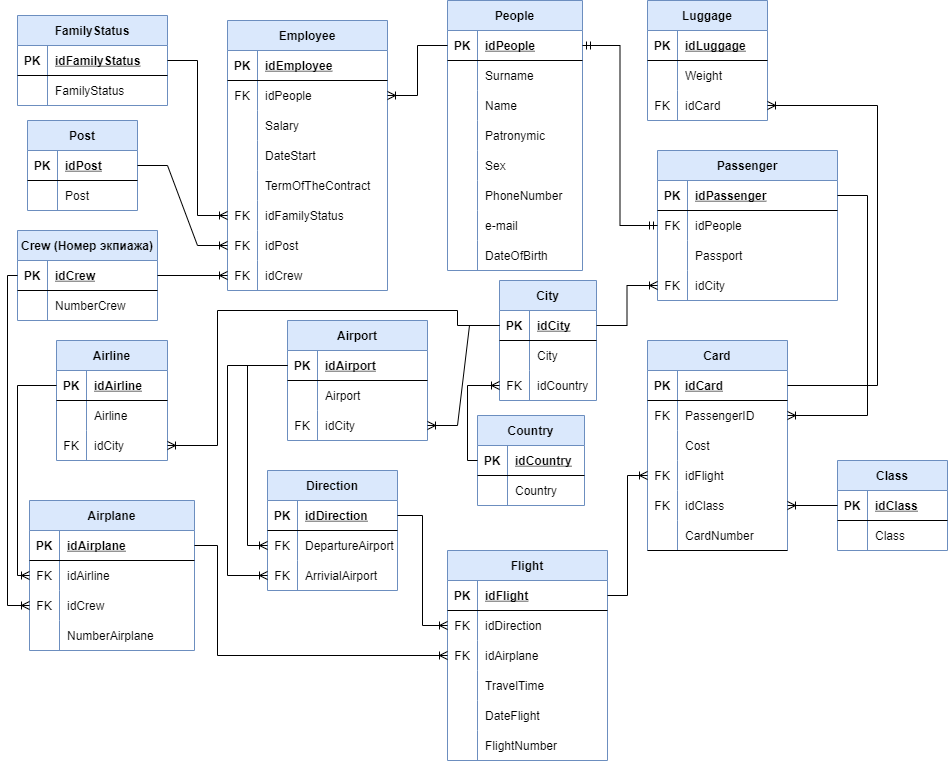 FamilyStatus
PK idFamilyStatus
FamilyStatus
Post
PK idPost
Post
Crew (Номер экпиажа)
PK idCrew
NumberCrew
Employee
PK idEmployee
FK idPeople
Salary
DateStart
TermOfTheContract
FK idFamilyStatus
FK idPost
FK idCrew
People
PK idPeople
Surname
Name
Patronymic
Sex
PhoneNumber
e-mail
DateOfBirth
Luggage
PK idLuggage
Weight
FK idCard
Passenger
PK idPassenger
FK idPeople
Passport
FK idCity
City
PK idCity
City
FK idCountry
Airport
PK idAirport
Airport
FK idCity
Airline
PK idAirline
Airline
FK idCity
Country
PK idCountry
Country
Card
PK idCard
FK PassengerID
Cost
FK idFlight
FK idClass
CardNumber
Class
PK idClass
Class
Direction
PK idDirection
FK DepartureAirport
FK ArrivialAirport
Airplane
PK idAirplane
FK idAirline
FK idCrew
NumberAirplane
Flight
PK idFlight
FK idDirection
FK idAirplane
TravelTime
DateFlight
FlightNumber